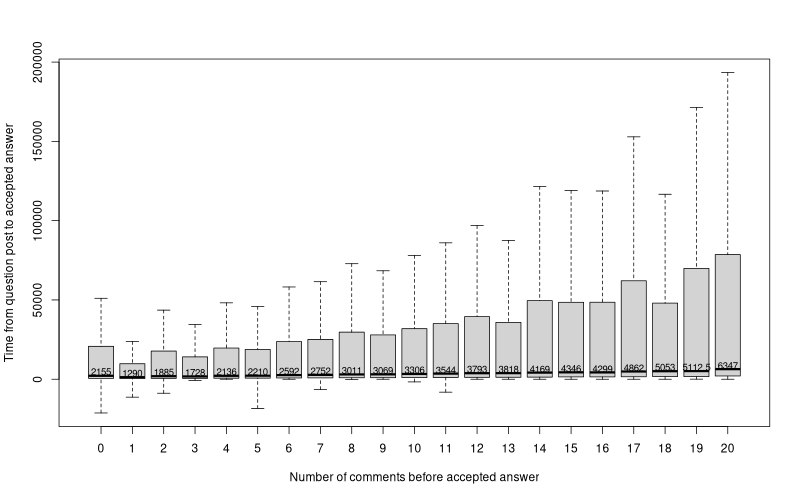 Time from question post to accepted answer
200000
150000
100000
50000
0
2155 1290 1885 1728 2136 2210 2592 2752 3011 3069 3306 3544 3793 3818 4169 4346 4299 4862 5053 5112.5 6347
0 1 2 3 4 5 6 7 8 9 10 11 12 13 14 15 16 17 18 19 20
Number of comments before accepted answer